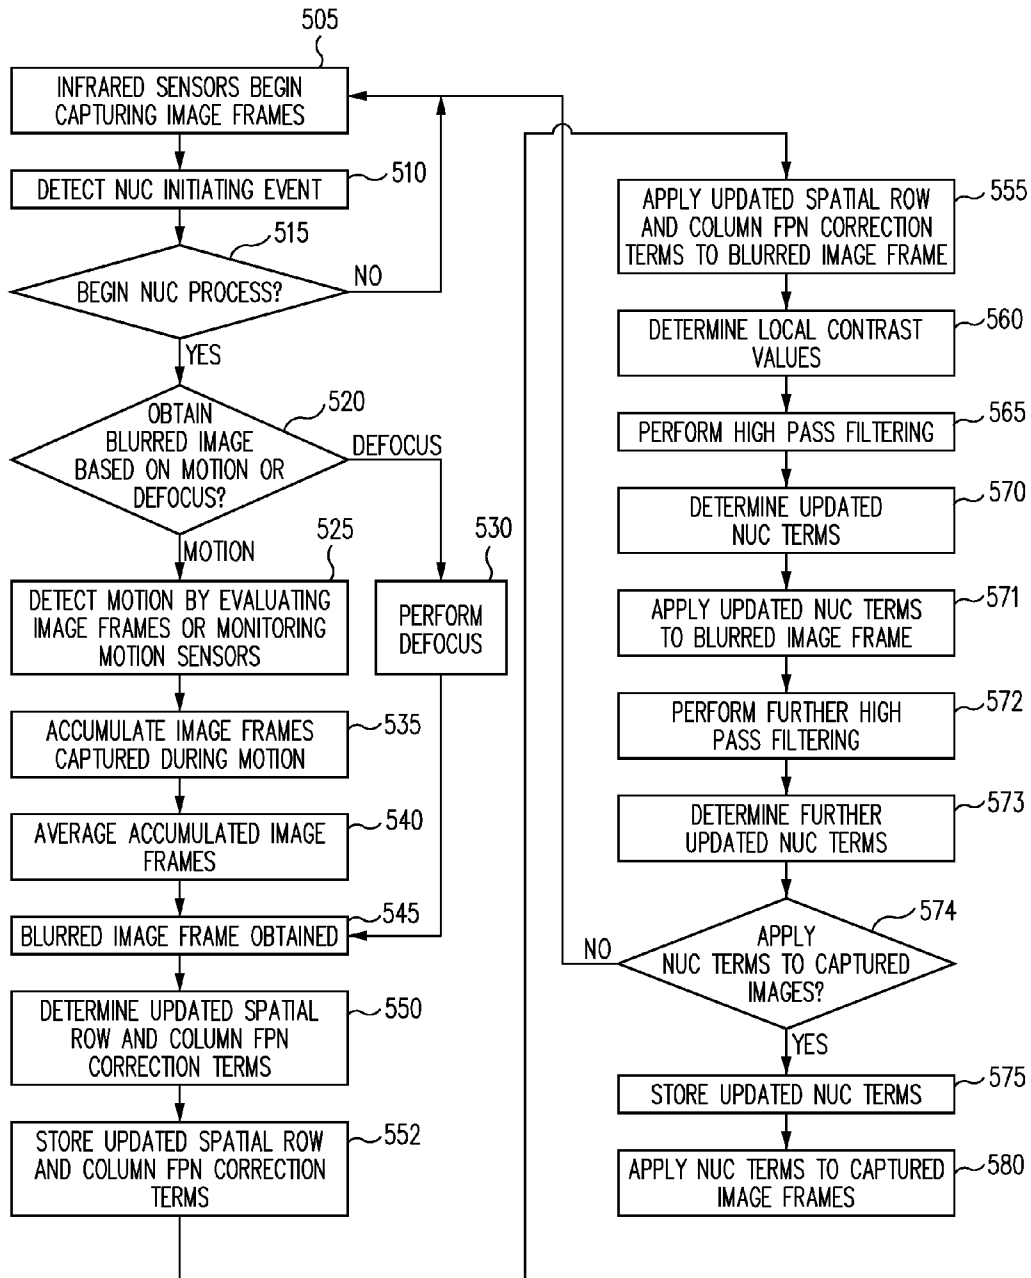 505
INFRARED SENSORS BEGIN
CAPTURING IMAGE FRAMES
DETECT NUC INITIATING EVENT
510
515
BEGIN NUC PROCESS?
NO
YES
520
OBTAIN
BLURRED IMAGE
BASED ON MOTION OR
DEFOCUS?
DEFOCUS
MOTION
525
DETECT MOTION BY EVALUATING
IMAGE FRAMES OR MONITORING
MOTION SENSORS
530
PERFORM
DEFOCUS
ACCUMULATE IMAGE FRAMES
CAPTURED DURING MOTION
535
AVERAGE ACCUMULATED IMAGE
FRAMES
540
BLURRED IMAGE FRAME OBTAINED
545
DETERMINE UPDATED SPATIAL
ROW AND COLUMN FPN
CORRECTION TERMS
550
STORE UPDATED SPATIAL ROW
AND COLUMN FPN CORRECTION
TERMS
552
APPLY UPDATED SPATIAL ROW
AND COLUMN FPN CORRECTION
TERMS TO BLURRED IMAGE FRAME
555
DETERMINE LOCAL CONTRAST
VALUES
560
PERFORM HIGH PASS FILTERING
565
DETERMINE UPDATED
NUC TERMS
570
APPLY UPDATED NUC TERMS
TO BLURRED IMAGE FRAME
571
PERFORM FURTHER HIGH
PASS FILTERING
572
DETERMINE FURTHER
UPDATED NUC TERMS
573
574
APPLY
NUC TERMS TO CAPTURED
IMAGES?
NO
YES
STORE UPDATED NUC TERMS
575
APPLY NUC TERMS TO CAPTURED
IMAGE FRAMES
580